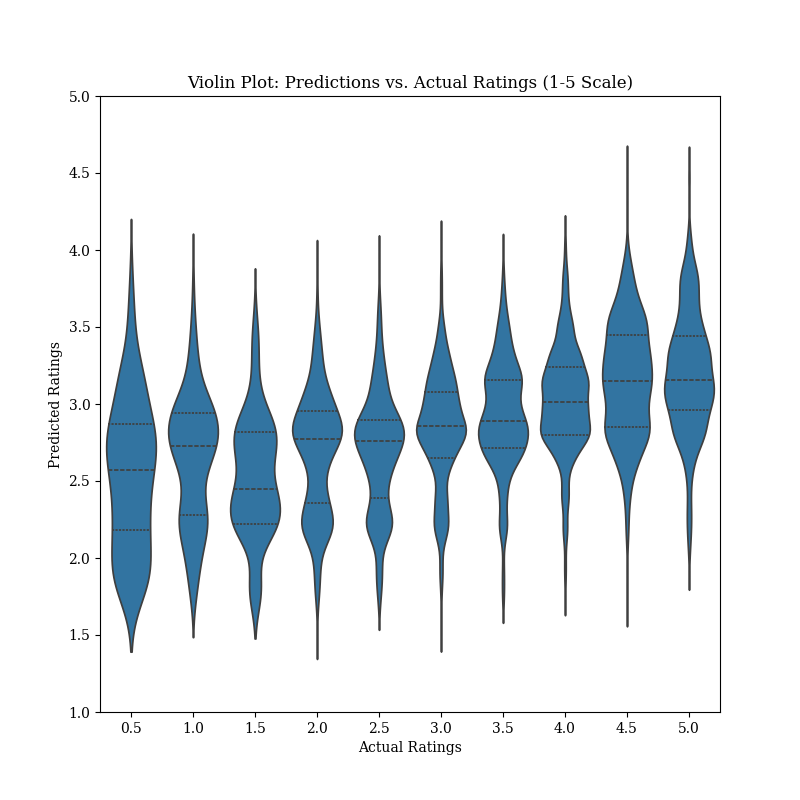 Violin Plot: Predictions vs. Actual Ratings (1-5 Scale)
5.0
4.5
4.0
3.5
3.0
2.5
2.0
1.5
1.0
Predicted Ratings
0.5 1.0 1.5 2.0 2.5 3.0 3.5 4.0 4.5 5.0
Actual Ratings